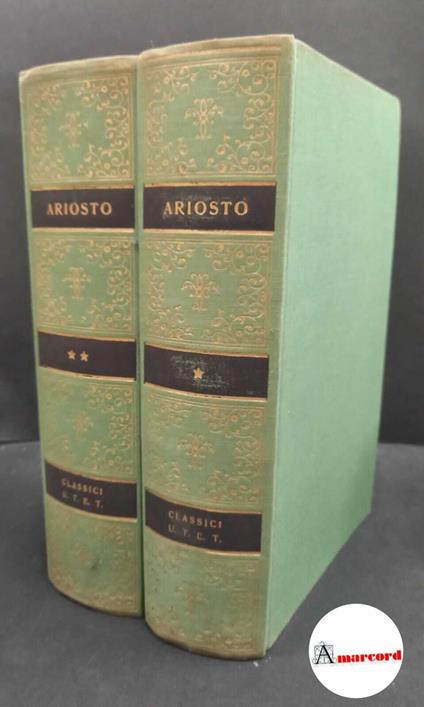 ARIOSTO
★★
CLASSICI
U. T. E. T.
ARIOSTO
★
CLASSICI
U. T. E. T.
Amarcord